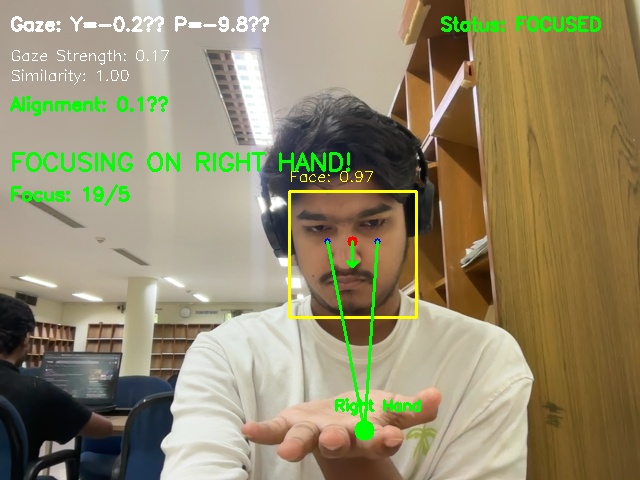 Gaze: Y=-0.2?? P=-9.8??
Status: FOCUSED
Gaze Strength: 0.17
Similarity: 1.00
Alignment: 0.1??
FOCUSING ON RIGHT HAND!
Face: 0.97
Focus: 19/5
Right Hand